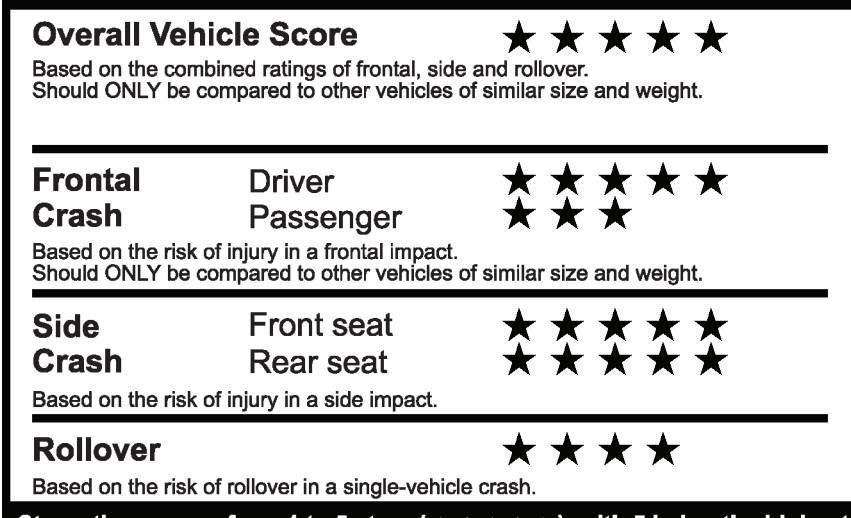 Overall Vehicle Score ★ ★ ★ ★ ★
Based on the combined ratings of frontal, side and rollover.
Should ONLY be compared to other vehicles of similar size and weight.
Frontal Driver ★ ★ ★ ★ ★
Crash Passenger ★ ★ ★
Based on the risk of injury in a frontal impact.
Should ONLY be compared to other vehicles of similar size and weight.
Side Front seat ★ ★ ★ ★ ★
Crash Rear seat ★ ★ ★ ★ ★
Based on the risk of injury in a side impact.
Rollover ★ ★ ★ ★
Based on the risk of rollover in a single-vehicle crash.